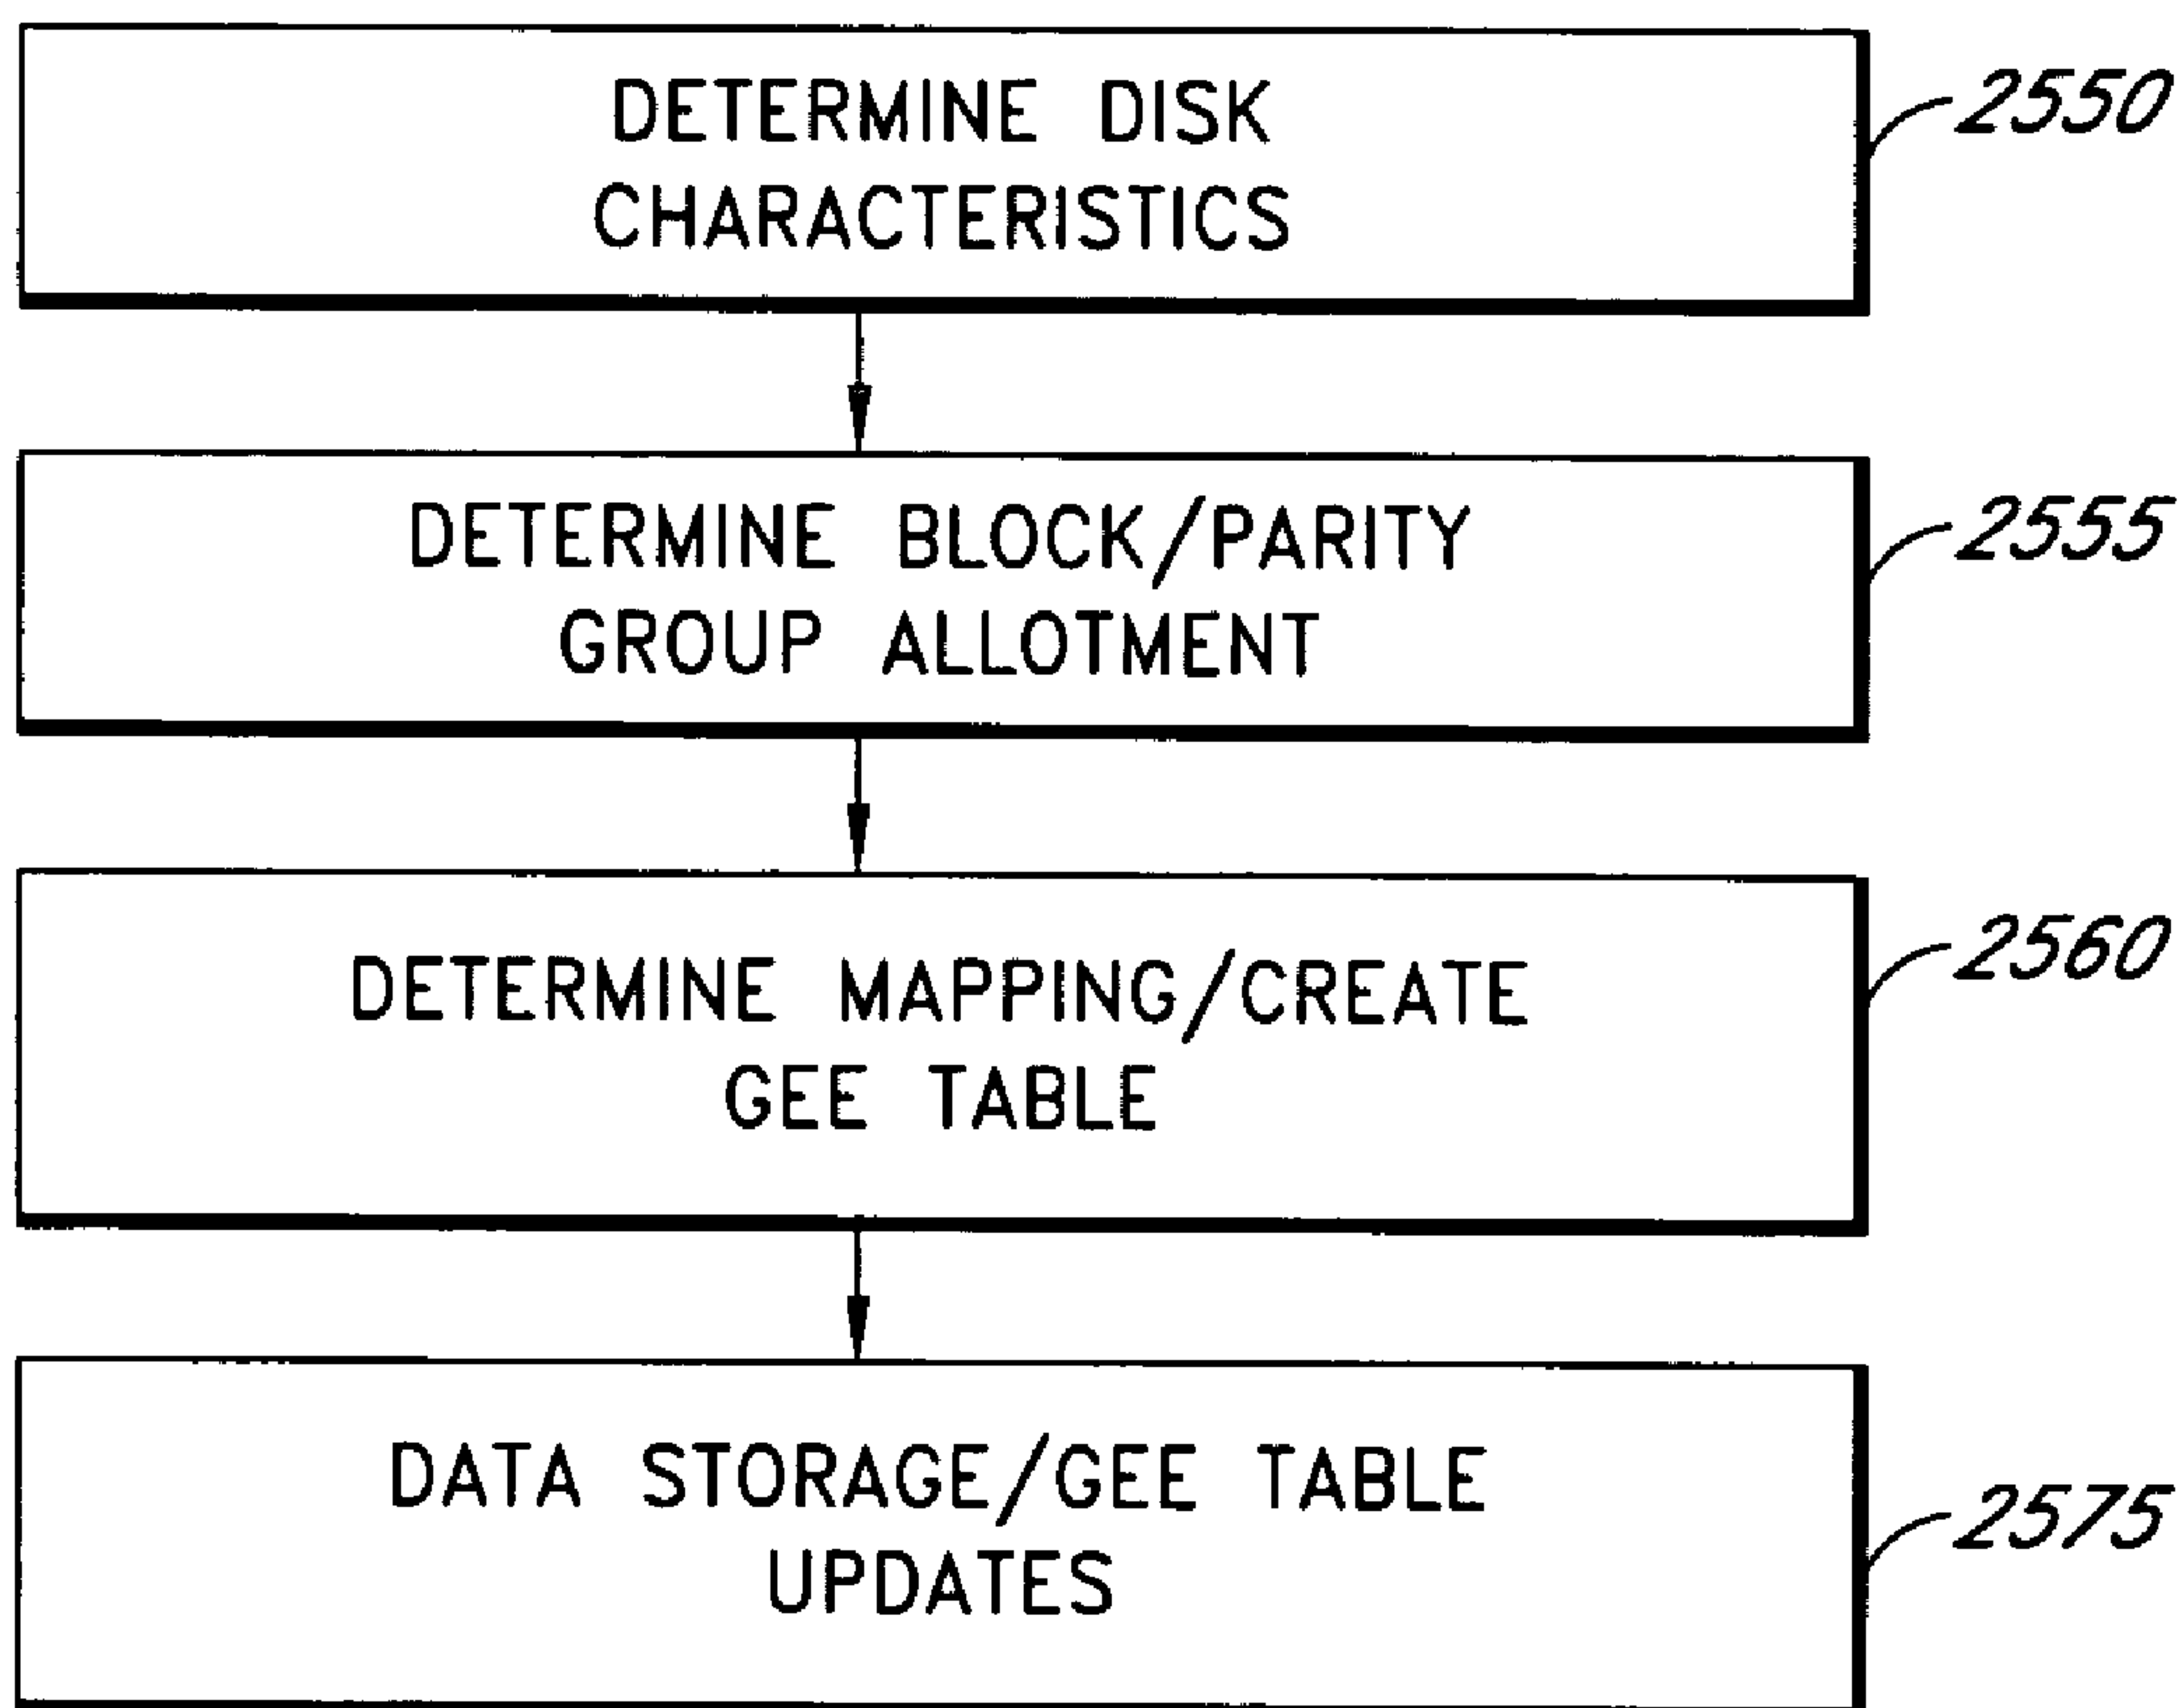 DETERMINE DISK
CHARACTERISTICS
2550
DETERMINE BLOCK/PARITY
GROUP ALLOTMENT
2555
DETERMINE MAPPING/CREATE
GEE TABLE
2560
DATA STORAGE/GEE TABLE
UPDATES
2575